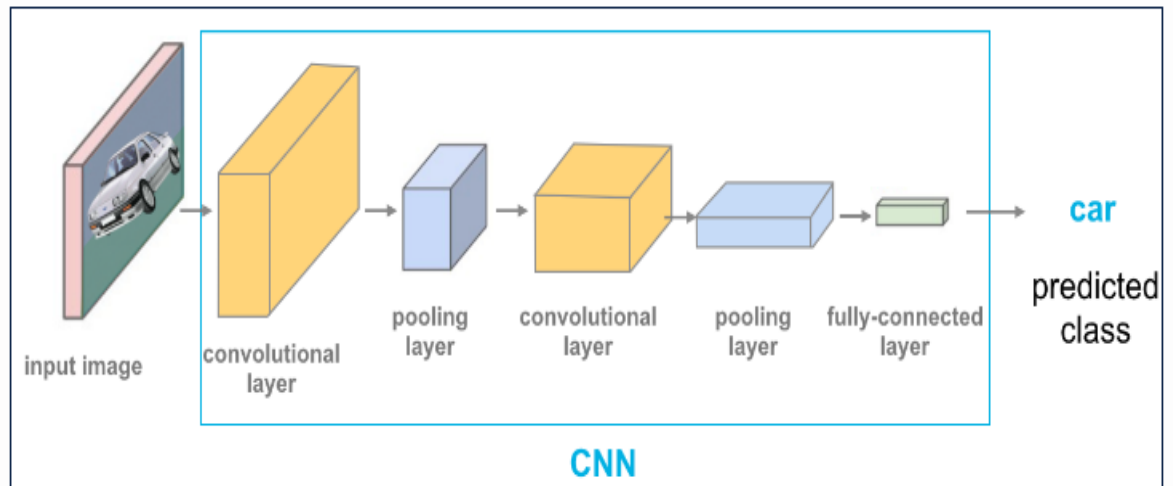 input image
convolutional
layer
pooling
layer
convolutional
layer
pooling
layer
fully-connected
layer
car
predicted
class
CNN